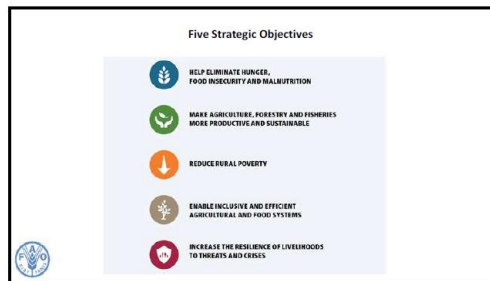 Five Strategic Objectives
HELP ELIMINATE HUNGER,
FOOD INSECURITY AND MALNUTRITION
MAKE AGRICULTURE, FORESTRY AND FISHERIES
MORE PRODUCTIVE AND SUSTAINABLE
REDUCE RURAL POVERTY
ENABLE INCLUSIVE AND EFFICIENT
AGRICULTURAL AND FOOD SYSTEMS
INCREASE THE RESILIENCE OF LIVELIHOODS
TO THREATS AND CRISES
F A O